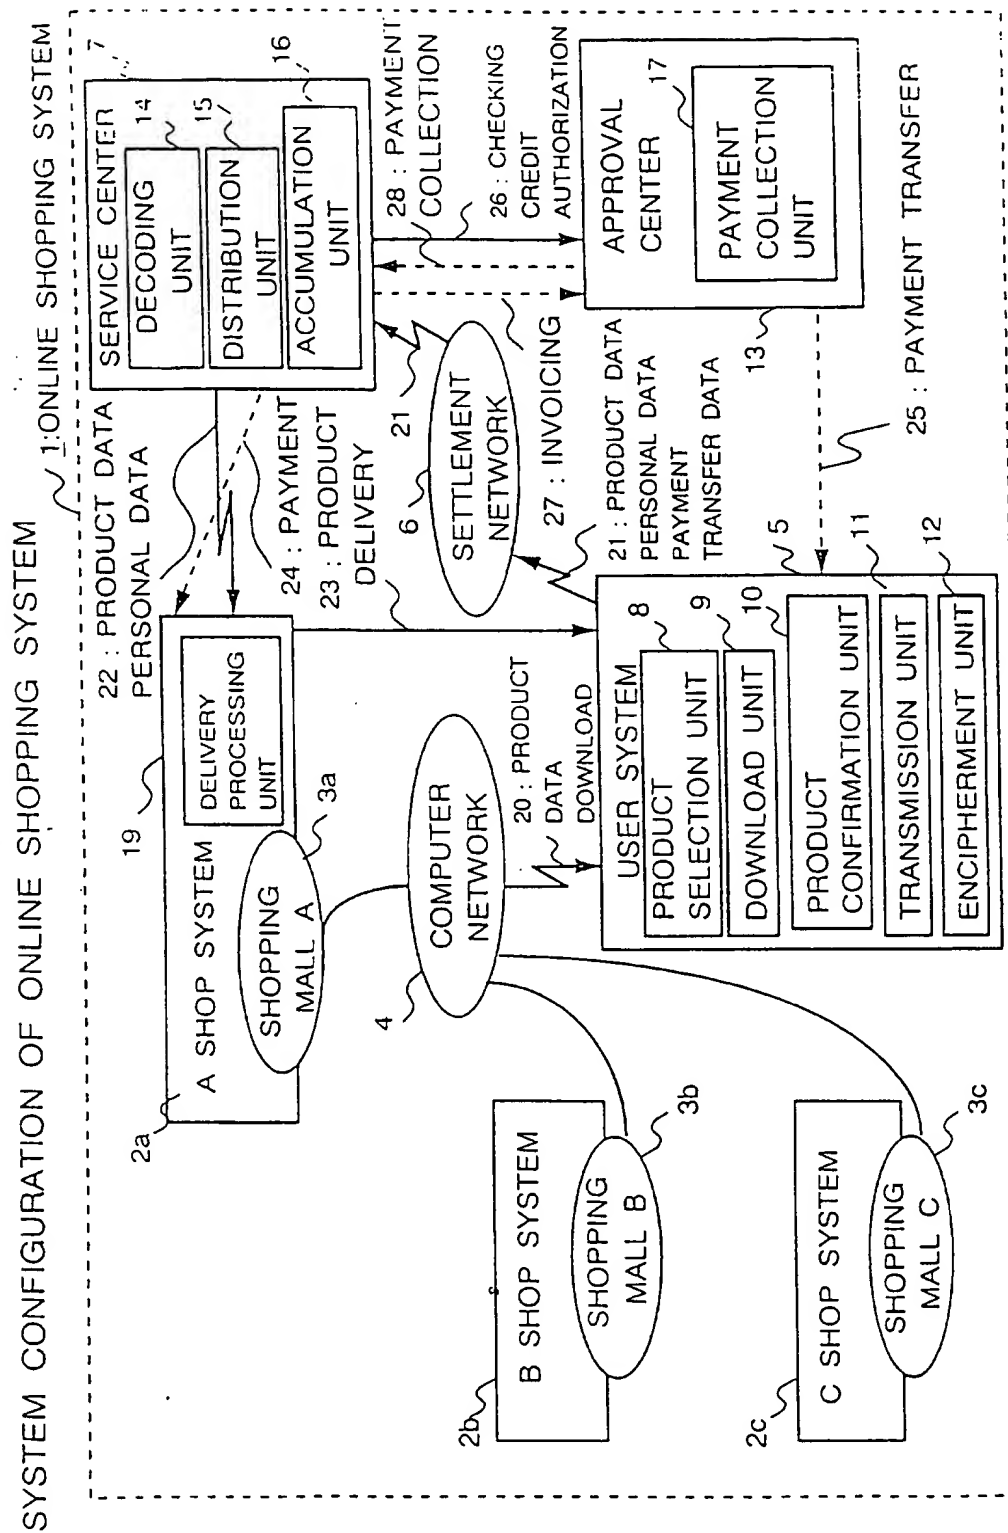 SYSTEM CONFIGURATION OF ONLINE SHOPPING SYSTEM
1:ONLINE SHOPPING SYSTEM
2a
A SHOP SYSTEM
19
DELIVERY
PROCESSING
UNIT
SHOPPING
MALL A
3a
22 : PRODUCT DATA
PERSONAL DATA
24 : PAYMENT
23 : PRODUCT
DELIVERY
7
SERVICE CENTER
DECODING
UNIT
14
DISTRIBUTION
UNIT
15
ACCUMULATION
UNIT
16
28 : PAYMENT
COLLECTION
26 : CHECKING
CREDIT
AUTHORIZATION
21
6
SETTLEMENT
NETWORK
27 : INVOICING
4
COMPUTER
NETWORK
20 : PRODUCT
DATA
DOWNLOAD
21 : PRODUCT DATA
PERSONAL DATA
PAYMENT
TRANSFER DATA
APPROVAL
CENTER
17
PAYMENT
COLLECTION
UNIT
13
25 : PAYMENT TRANSFER
2b
B SHOP SYSTEM
SHOPPING
MALL B
3b
USER SYSTEM
5
PRODUCT
SELECTION UNIT
8
DOWNLOAD UNIT
9
PRODUCT
CONFIRMATION UNIT
10
TRANSMISSION UNIT
11
ENCIPHERMENT UNIT
12
2c
C SHOP SYSTEM
SHOPPING
MALL C
3c